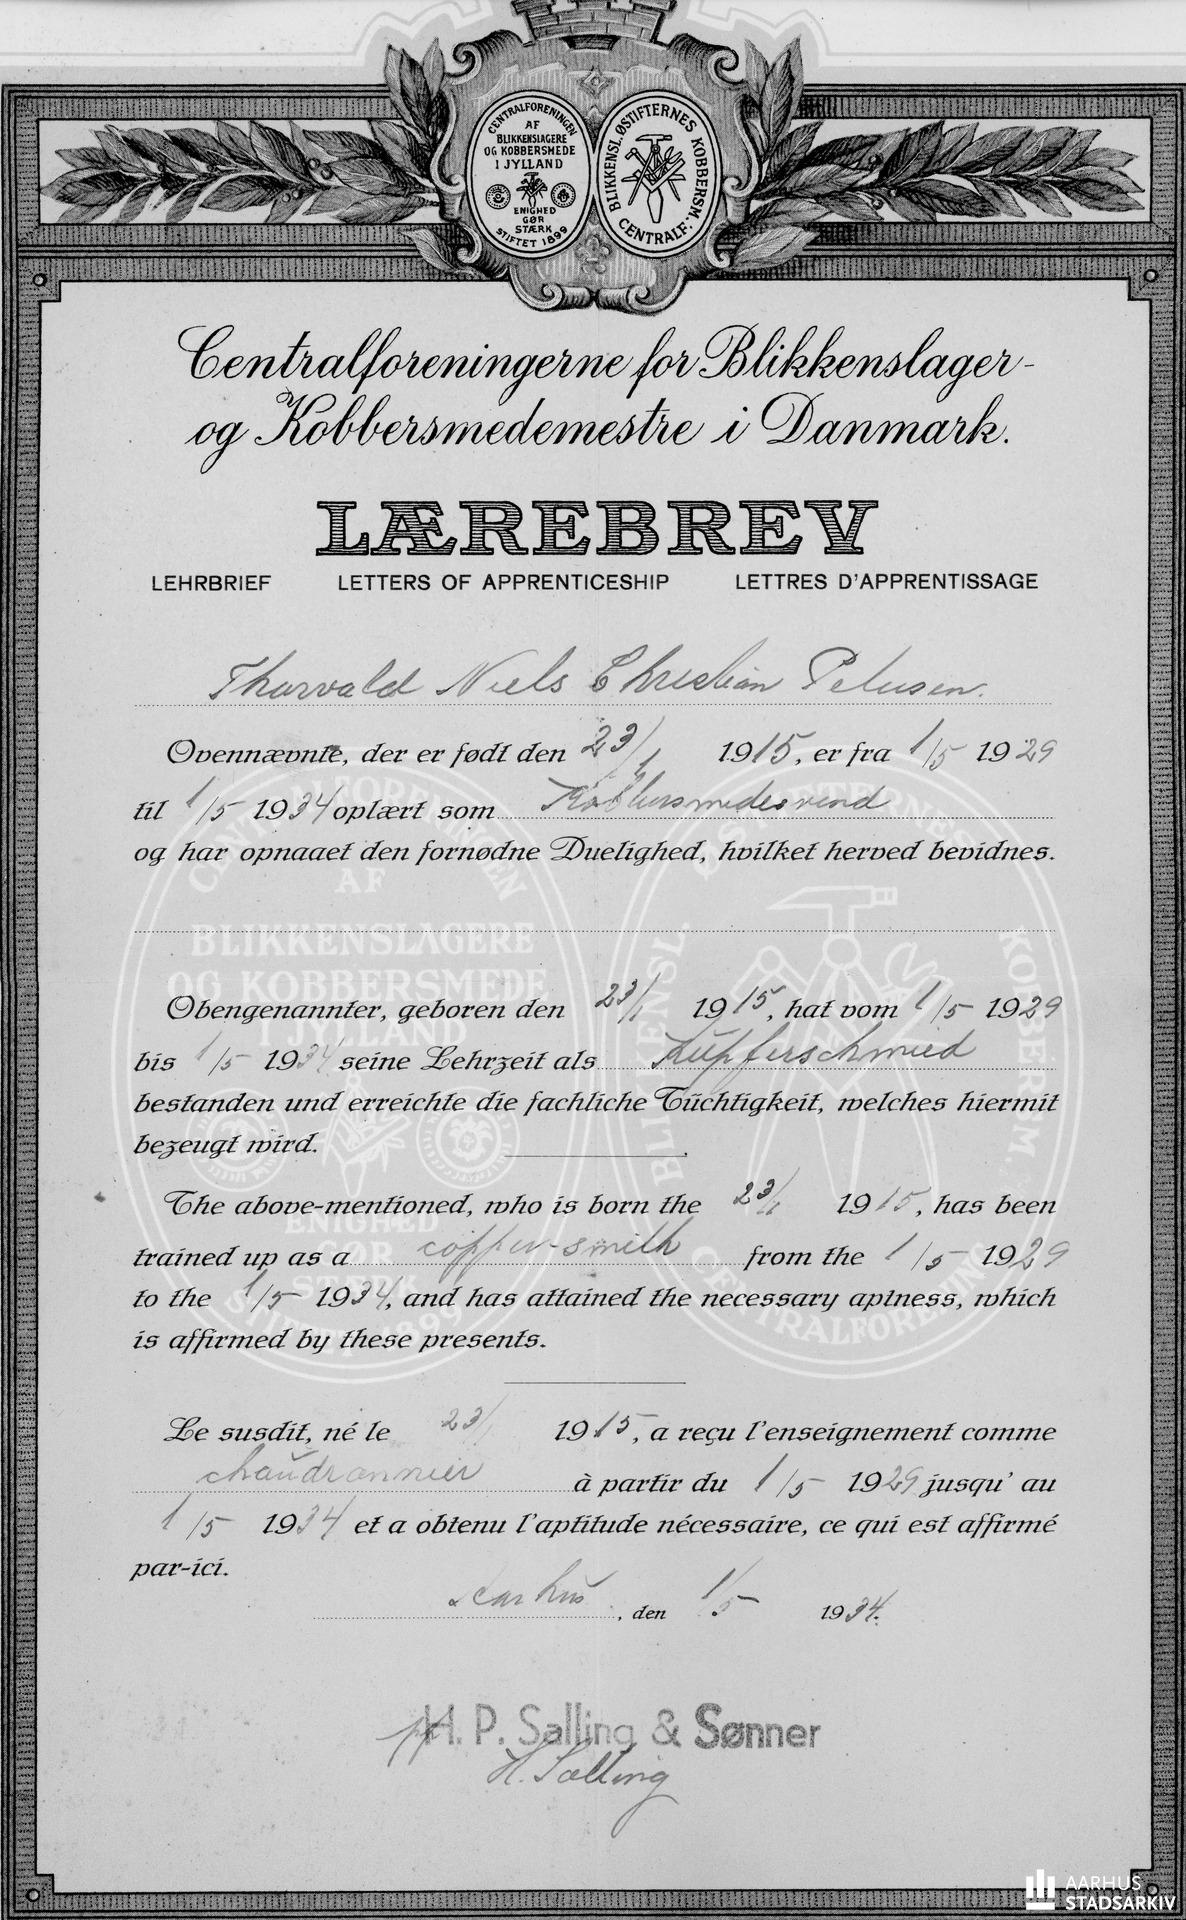 CENTRALFORENINGEN
AF
BLIKKENSLAGERE
OG KOBBERSMEDE
I JYLLAND
ENIGHED
GØR
STÆRK
STIFTET 1899
BLIKKENSL. ØSTIFTERNES KOBBERSM.
CENTRALF.
Centralforeningerne for Blikkenslager-
og Kobbersmedemestre i Danmark.
LÆREBREV
LEHRBRIEF LETTERS OF APPRENTICESHIP LETTRES D'APPRENTISSAGE
Thorvald Niels Christian Petersen.
Ovennævnte, der er født den 23/1 1915, er fra 1/5 1929
til 1/5 1934 oplært som Kobbersmedesvend
og har opnaaet den fornødne Duelighed, hvilket herved bevidnes.
Obengenannter, geboren den 23/1 1915, hat vom 1/5 1929
bis 1/5 1934 seine Lehrzeit als Kupferschmied
bestanden und erreichte die fachliche Tüchtigkeit, welches hiermit
bezeugt wird.
The above-mentioned, who is born the 23/1 1915, has been
trained up as a copper-smith from the 1/5 1929
to the 1/5 1934, and has attained the necessary aptness, which
is affirmed by these presents.
Le susdit, né le 23/1 1915, a reçu l'enseignement comme
chaudronnier à partir du 1/5 1929 jusqu' au
1/5 1934 et a obtenu l'aptitude nécessaire, ce qui est affirmé
par-ici.
Aarhus, den 1/5 1934.
ppH. P. Salling & Sønner
H. Salling
AARHUS
STADSARKIV